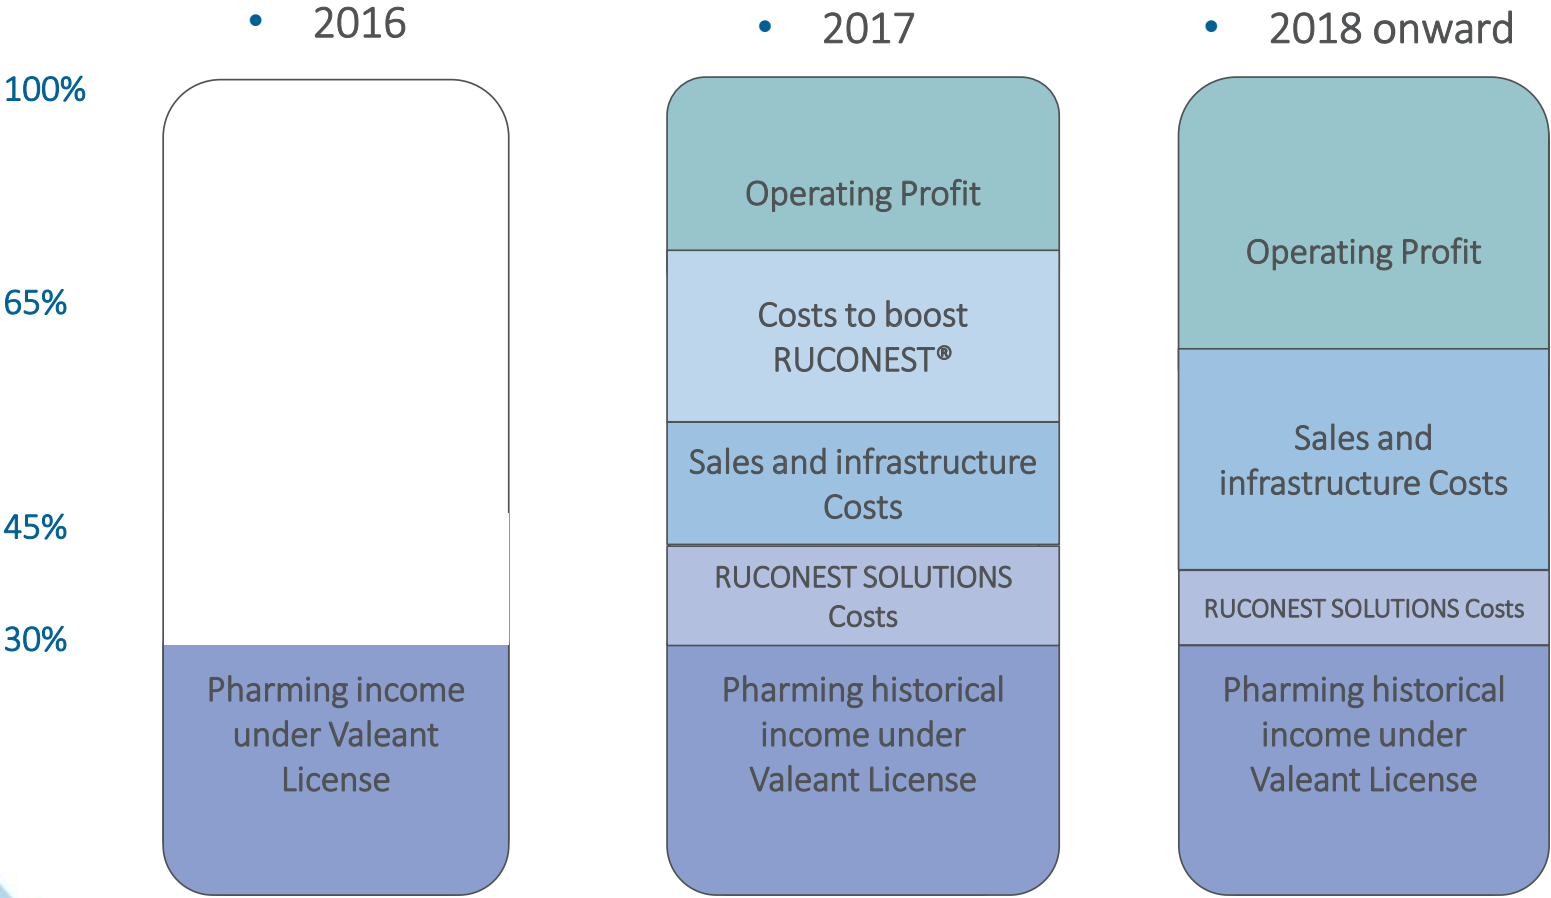 • 2016
• 2017
• 2018 onward
100%
65%
45%
30%
Pharming income
under Valeant
License
Operating Profit
Costs to boost
RUCONEST®
Sales and infrastructure
Costs
RUCONEST SOLUTIONS
Costs
Pharming historical
income under
Valeant License
Operating Profit
Sales and
infrastructure Costs
RUCONEST SOLUTIONS Costs
Pharming historical
income under
Valeant License